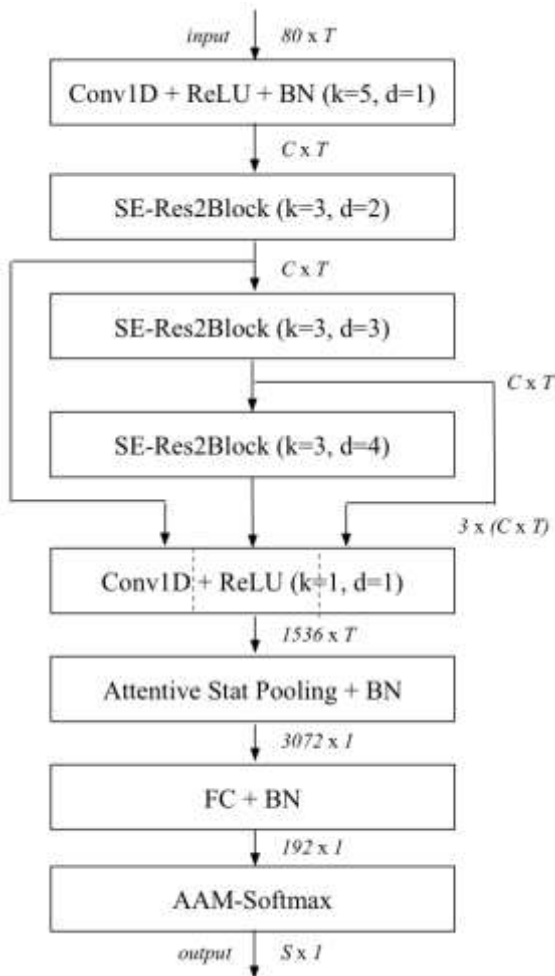 input 80 x T
Conv1D + ReLU + BN (k=5, d=1)
C x T
SE-Res2Block (k=3, d=2)
C x T
SE-Res2Block (k=3, d=3)
C x T
SE-Res2Block (k=3, d=4)
3 x (C x T)
Conv1D + ReLU (k=1, d=1)
1536 x T
Attentive Stat Pooling + BN
3072 x 1
FC + BN
192 x 1
AAM-Softmax
output S x 1